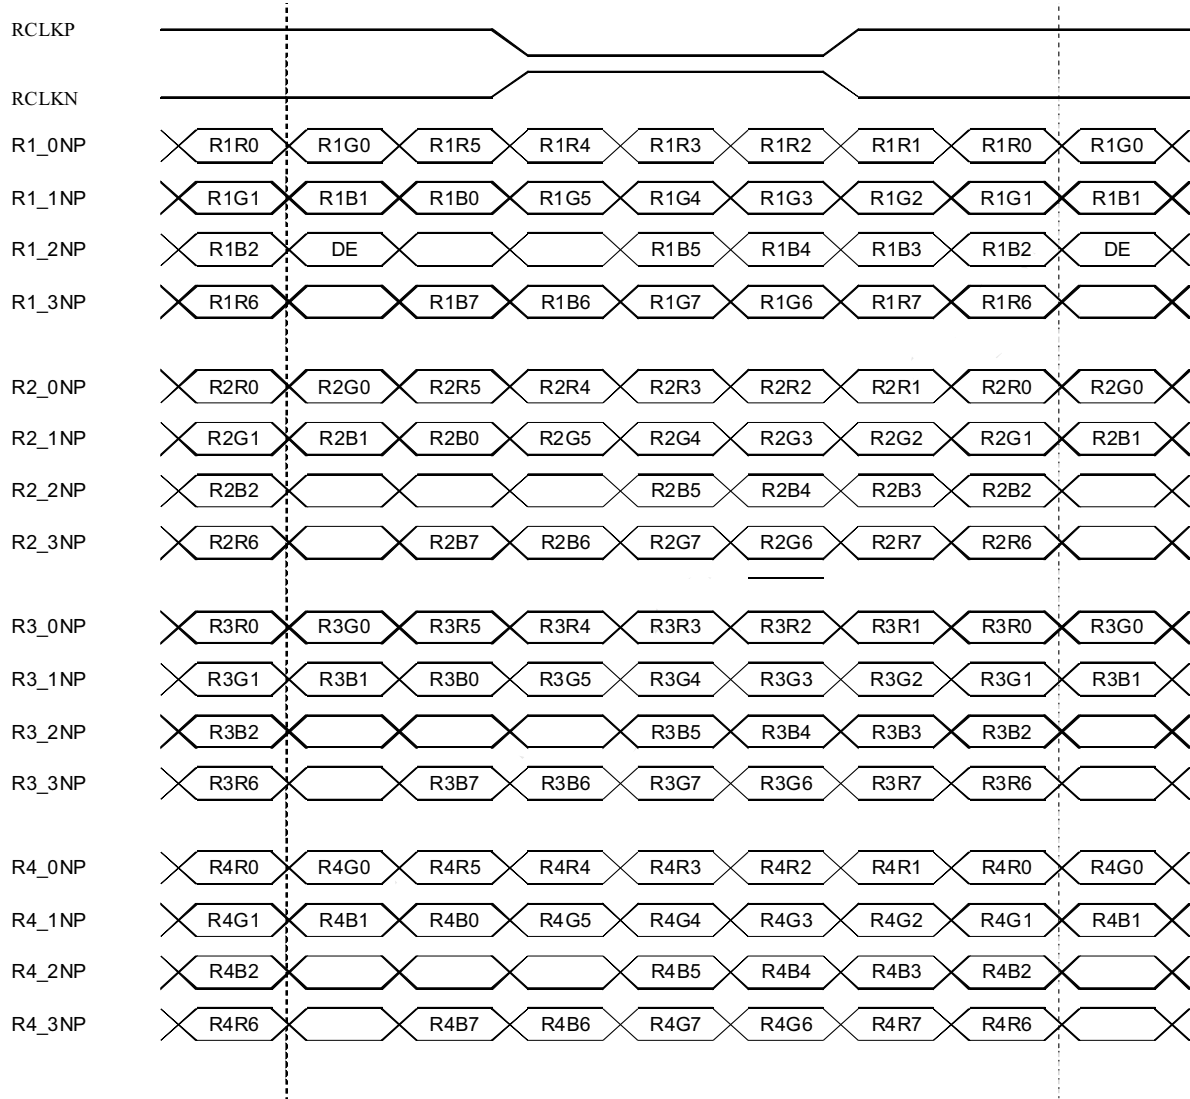 RCLKP
RCLKN
R1_0NP R1R0 R1G0 R1R5 R1R4 R1R3 R1R2 R1R1 R1R0 R1G0
R1_1NP R1G1 R1B1 R1B0 R1G5 R1G4 R1G3 R1G2 R1G1 R1B1
R1_2NP R1B2 DE R1B5 R1B4 R1B3 R1B2 DE
R1_3NP R1R6 R1B7 R1B6 R1G7 R1G6 R1R7 R1R6
R2_0NP R2R0 R2G0 R2R5 R2R4 R2R3 R2R2 R2R1 R2R0 R2G0
R2_1NP R2G1 R2B1 R2B0 R2G5 R2G4 R2G3 R2G2 R2G1 R2B1
R2_2NP R2B2 R2B5 R2B4 R2B3 R2B2
R2_3NP R2R6 R2B7 R2B6 R2G7 R2G6 R2R7 R2R6
R3_0NP R3R0 R3G0 R3R5 R3R4 R3R3 R3R2 R3R1 R3R0 R3G0
R3_1NP R3G1 R3B1 R3B0 R3G5 R3G4 R3G3 R3G2 R3G1 R3B1
R3_2NP R3B2 R3B5 R3B4 R3B3 R3B2
R3_3NP R3R6 R3B7 R3B6 R3G7 R3G6 R3R7 R3R6
R4_0NP R4R0 R4G0 R4R5 R4R4 R4R3 R4R2 R4R1 R4R0 R4G0
R4_1NP R4G1 R4B1 R4B0 R4G5 R4G4 R4G3 R4G2 R4G1 R4B1
R4_2NP R4B2 R4B5 R4B4 R4B3 R4B2
R4_3NP R4R6 R4B7 R4B6 R4G7 R4G6 R4R7 R4R6